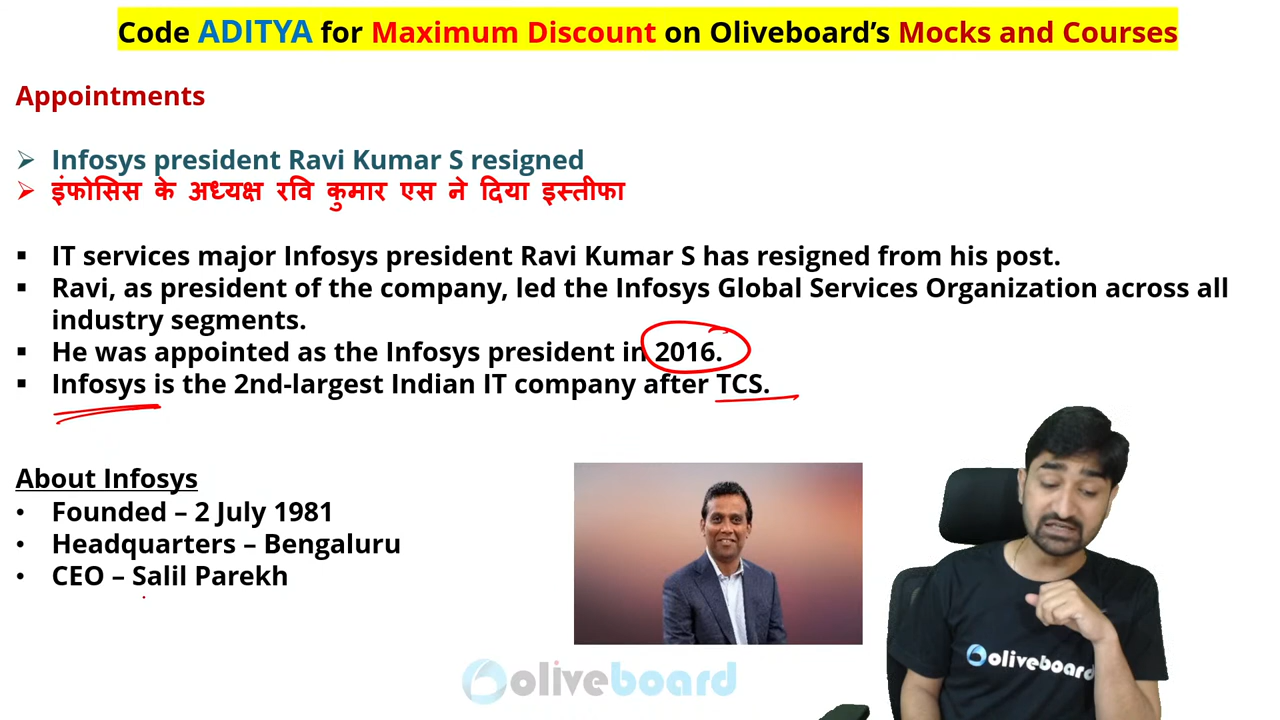 Code ADITYA for Maximum Discount on Oliveboard’s Mocks and Courses
Appointments
➢ Infosys president Ravi Kumar S resigned
➢ इंफोसिस के अध्यक्ष रवि कुमार एस ने दिया इस्तीफा
▪ IT services major Infosys president Ravi Kumar S has resigned from his post.
▪ Ravi, as president of the company, led the Infosys Global Services Organization across all
industry segments.
▪ He was appointed as the Infosys president in 2016.
▪ Infosys is the 2nd-largest Indian IT company after TCS.
About Infosys
• Founded – 2 July 1981
• Headquarters – Bengaluru
• CEO – Salil Parekh
oliveboard
oliveboard